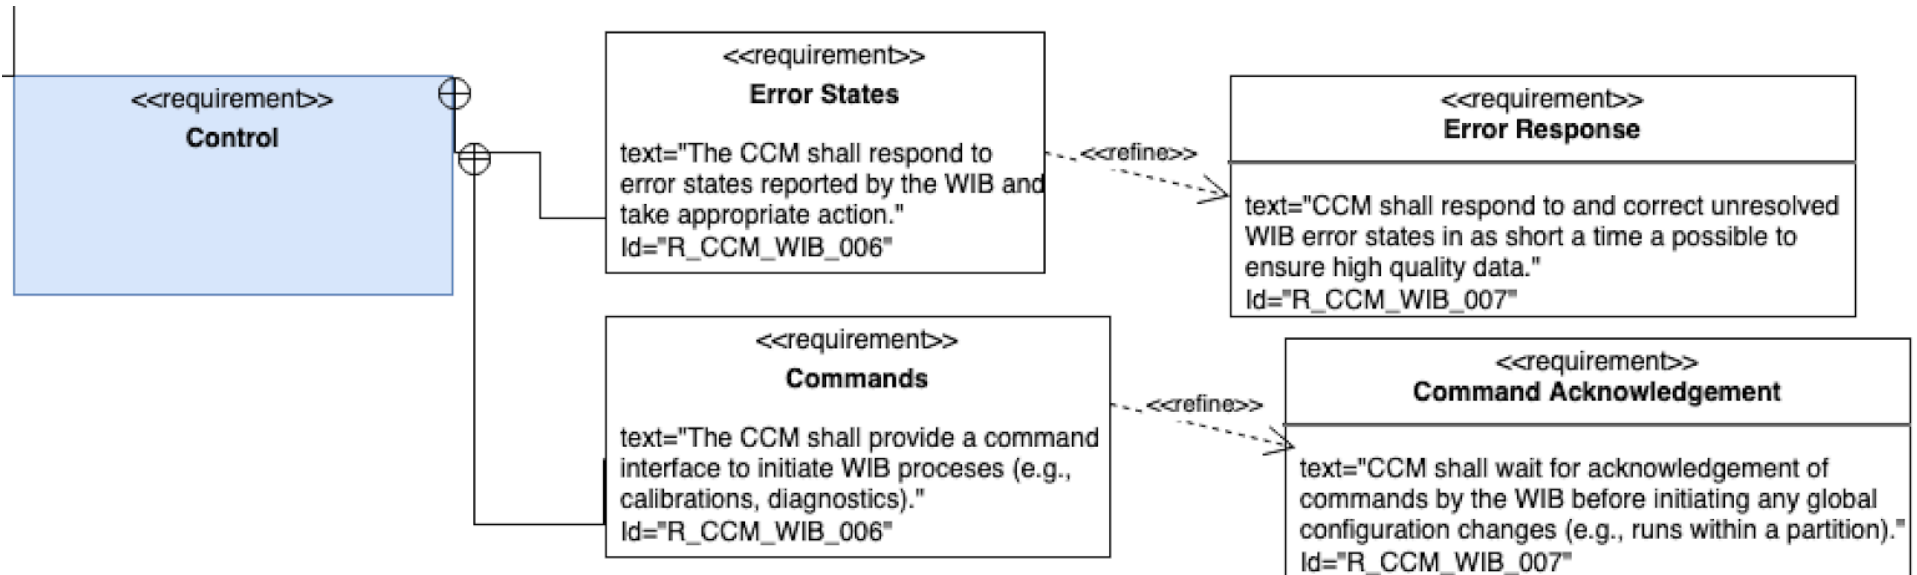 <<requirement>>
Control
<<requirement>>
Error States
text="The CCM shall respond to
error states reported by the WIB and
take appropriate action."
Id="R_CCM_WIB_006"
<<refine>>
<<requirement>>
Error Response
text="CCM shall respond to and correct unresolved
WIB error states in as short a time a possible to
ensure high quality data."
Id="R_CCM_WIB_007"
<<requirement>>
Commands
text="The CCM shall provide a command
interface to initiate WIB proceses (e.g.,
calibrations, diagnostics)."
Id="R_CCM_WIB_006"
<<refine>>
<<requirement>>
Command Acknowledgement
text="CCM shall wait for acknowledgement of
commands by the WIB before initiating any global
configuration changes (e.g., runs within a partition)."
Id="R_CCM_WIB_007"